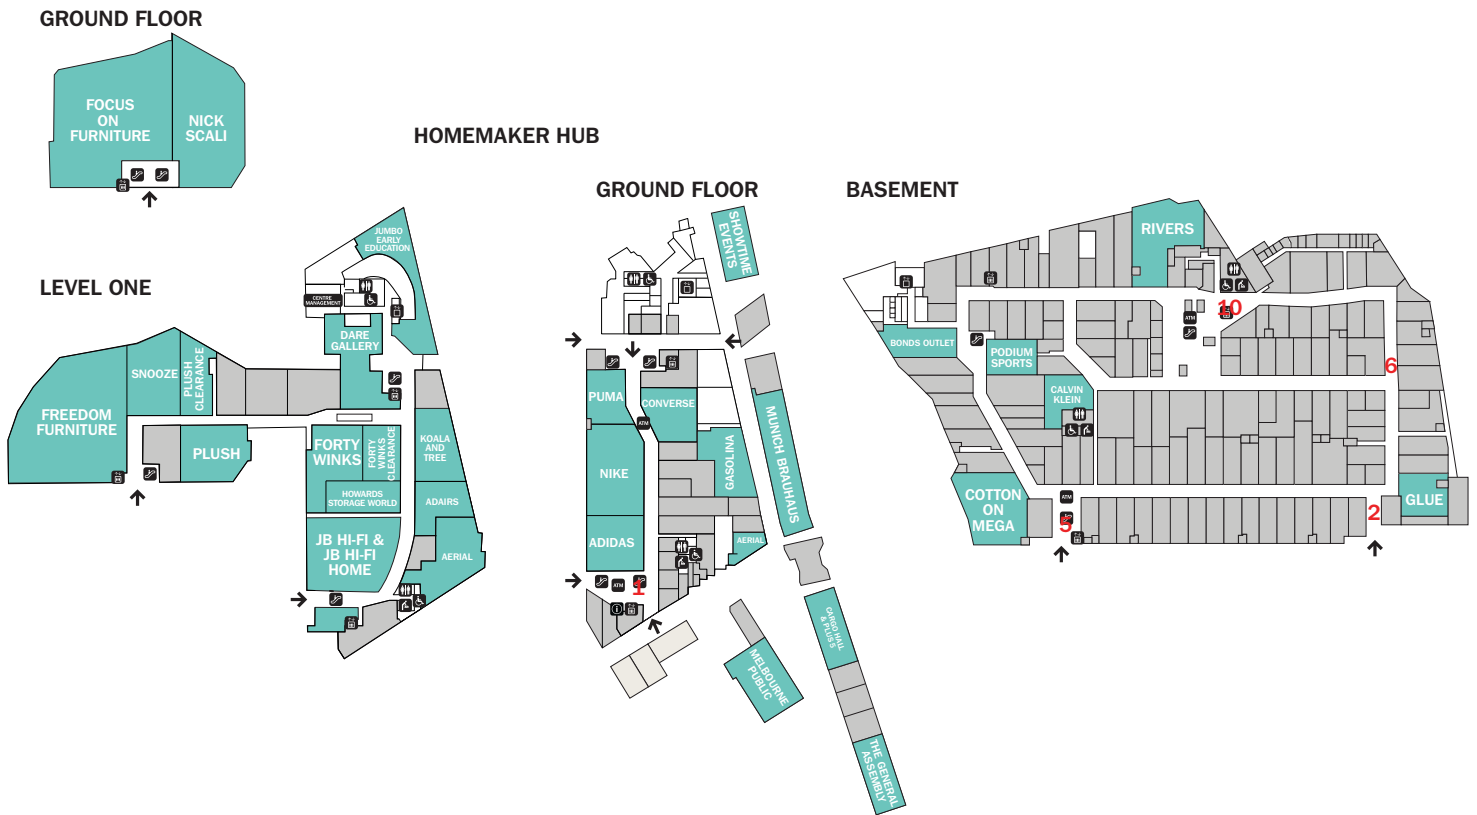 GROUND FLOOR
FOCUS
ON
FURNITURE
NICK
SCALI
HOMEMAKER HUB
LEVEL ONE
JUMBO
EARLY
EDUCATION
CENTRE
MANAGEMENT
DARE
GALLERY
SNOOZE
PLUSH
CLEARANCE
FREEDOM
FURNITURE
PLUSH
FORTY
WINKS
FORTY
WINKS
CLEARANCE
KOALA
AND
TREE
HOWARDS
STORAGE WORLD
ADAIRS
JB HI-FI &
JB HI-FI
HOME
AERIAL
GROUND FLOOR
SHOWTIME
EVENTS
PUMA
CONVERSE
ATM
NIKE
GASOLINA
MUNICH BRAUHAUS
ADIDAS
AERIAL
ATM
1
CARGO HALL
& PLUS 5
MELBOURNE
PUBLIC
THE GENERAL
ASSEMBLY
BASEMENT
RIVERS
10
ATM
BONDS OUTLET
PODIUM
SPORTS
6
CALVIN
KLEIN
COTTON
ON
MEGA
ATM
GLUE
2